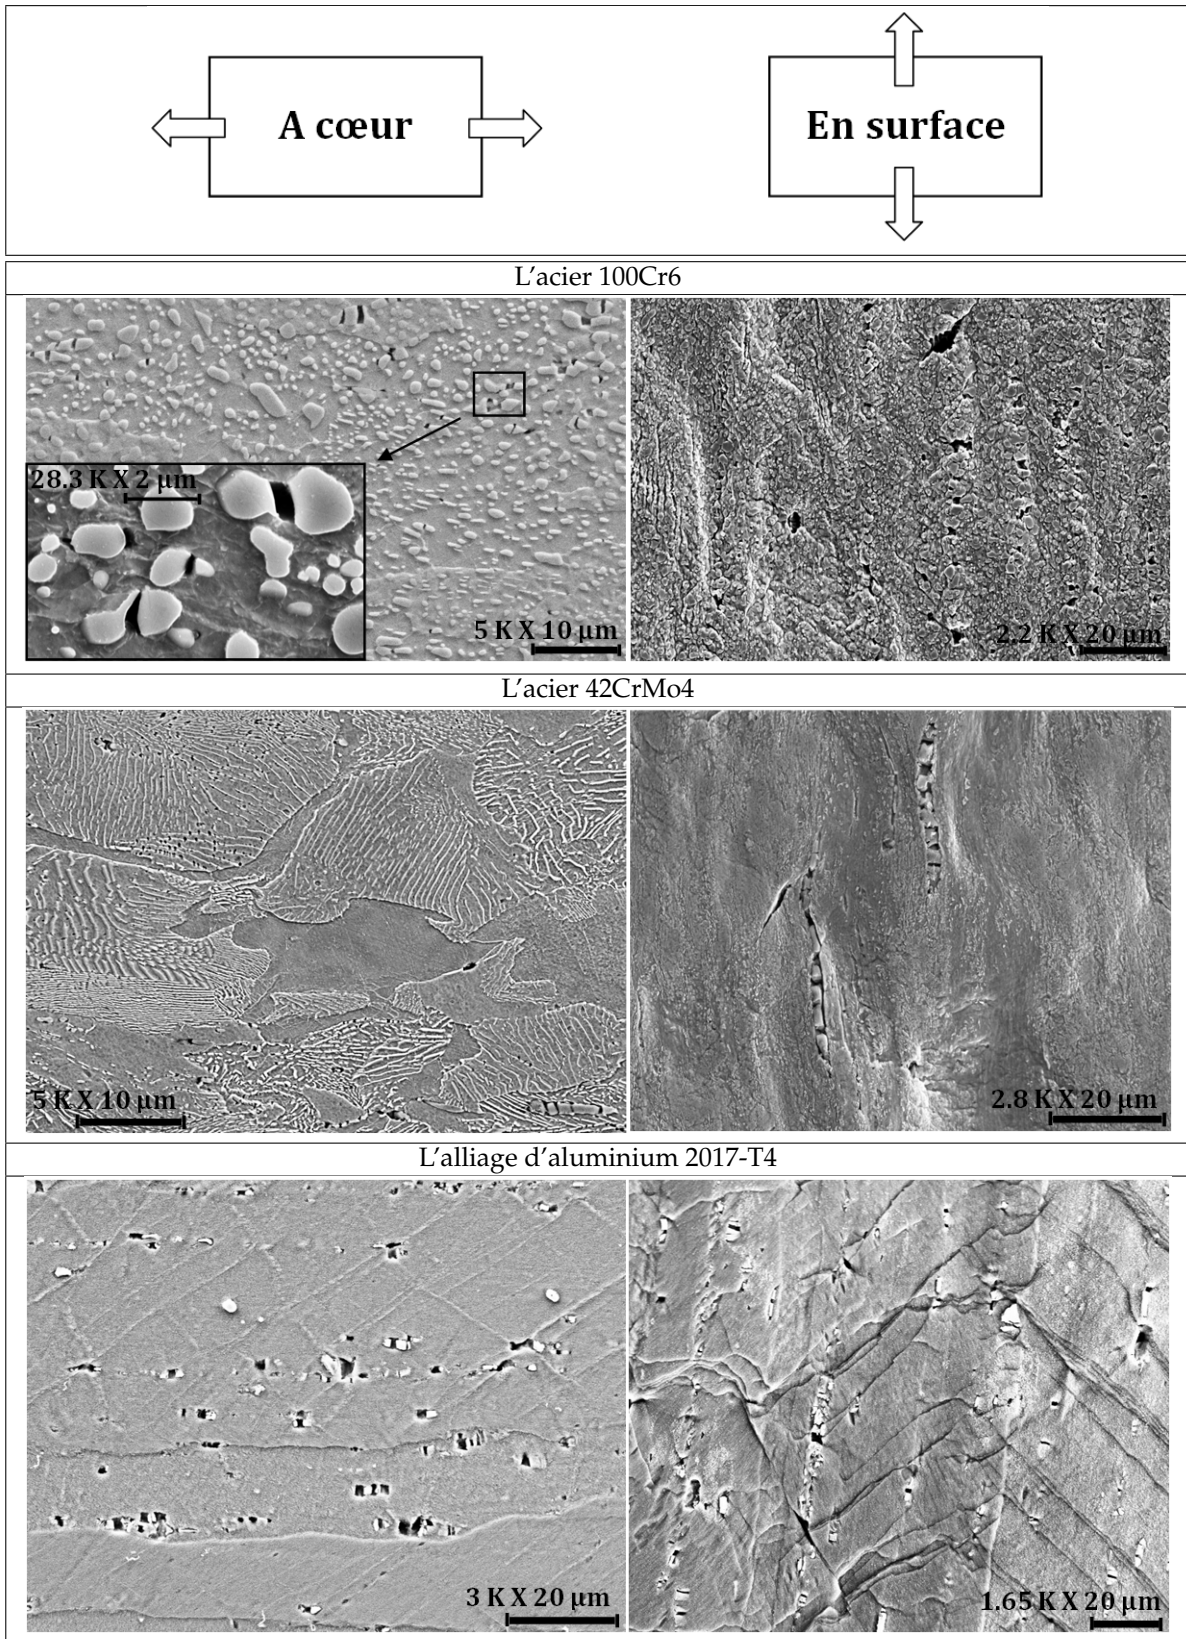 A cœur
En surface
L'acier 100Cr6
28.3 K X 2 µm
5 K X 10 µm
2.2 K X 20 µm
L'acier 42CrMo4
5 K X 10 µm
2.8 K X 20 µm
L'alliage d'aluminium 2017-T4
3 K X 20 µm
1.65 K X 20 µm